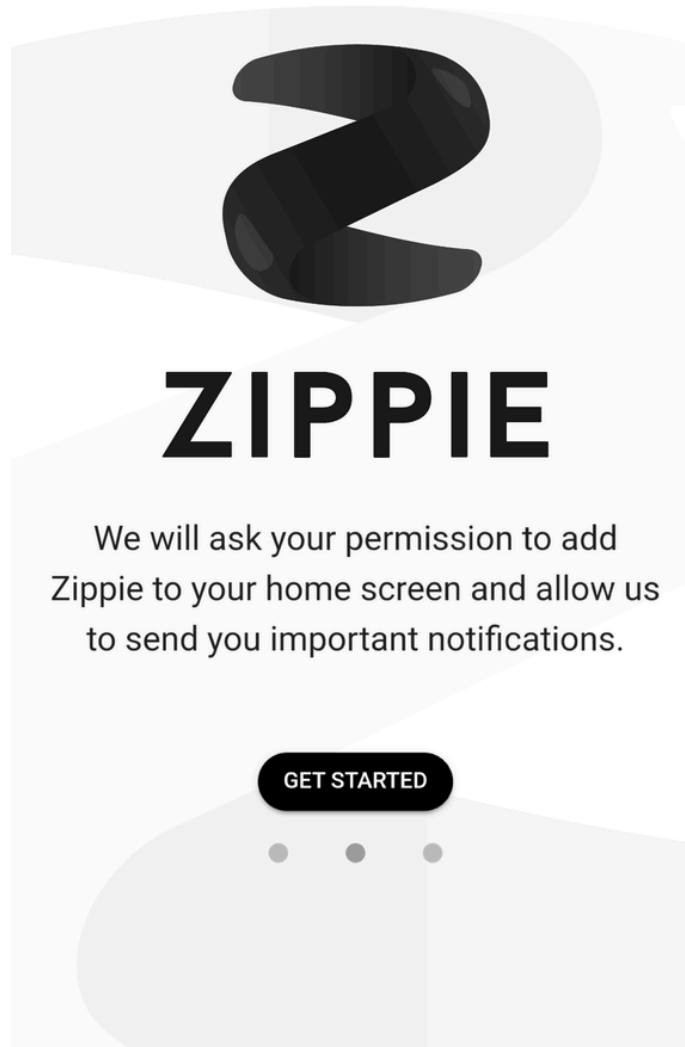 ZIPPIE
We will ask your permission to add
Zippie to your home screen and allow us
to send you important notifications.
GET STARTED